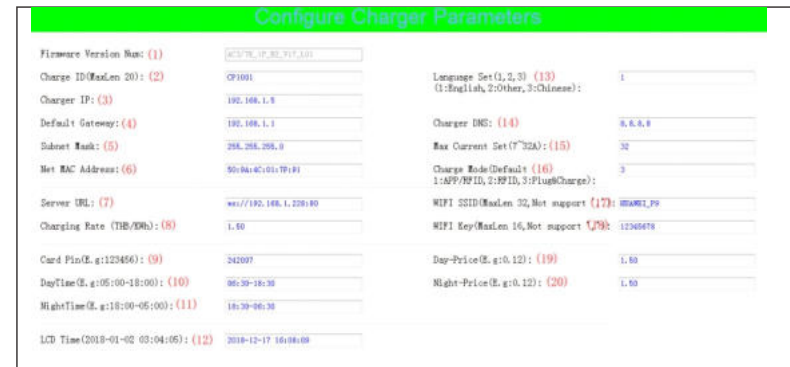 Configure Charger Parameters
Firmware Version Num: (1)
Charge ID(MaxLen 20): (2) CP1001
Language Set(1,2,3) (13) 1
(1:English, 2:Other, 3:Chinese):
Charger IP: (3) 192.168.1.5
Default Gateway: (4) 192.168.1.1
Charger DNS: (14) 8.8.8.8
Subnet Mask: (5) 255.255.255.0
Max Current Set(7~32A): (15) 32
Net MAC Address: (6)
Charge Mode(Default (16) 3
1:APP/RFID, 2:RFID, 3:Plug&Charge):
Server URL: (7) ws://192.168.1.220:80
WIFI SSID(MaxLen 32, Not support (17): HUAWEI_P9
Charging Rate (THB/KWh): (8) 1.50
WIFI Key(MaxLen 16, Not support 12345678
Card Pin(E.g:123456): (9) 242007
Day-Price(E.g:0.12): (19) 1.50
DayTime(E.g:05:00-18:00): (10) 06:30-18:30
Night-Price(E.g:0.12): (20) 1.50
NightTime(E.g:18:00-05:00): (11) 18:30-06:30
LCD Time(2018-01-02 03:04:05): (12) 2018-12-17 16:08:09